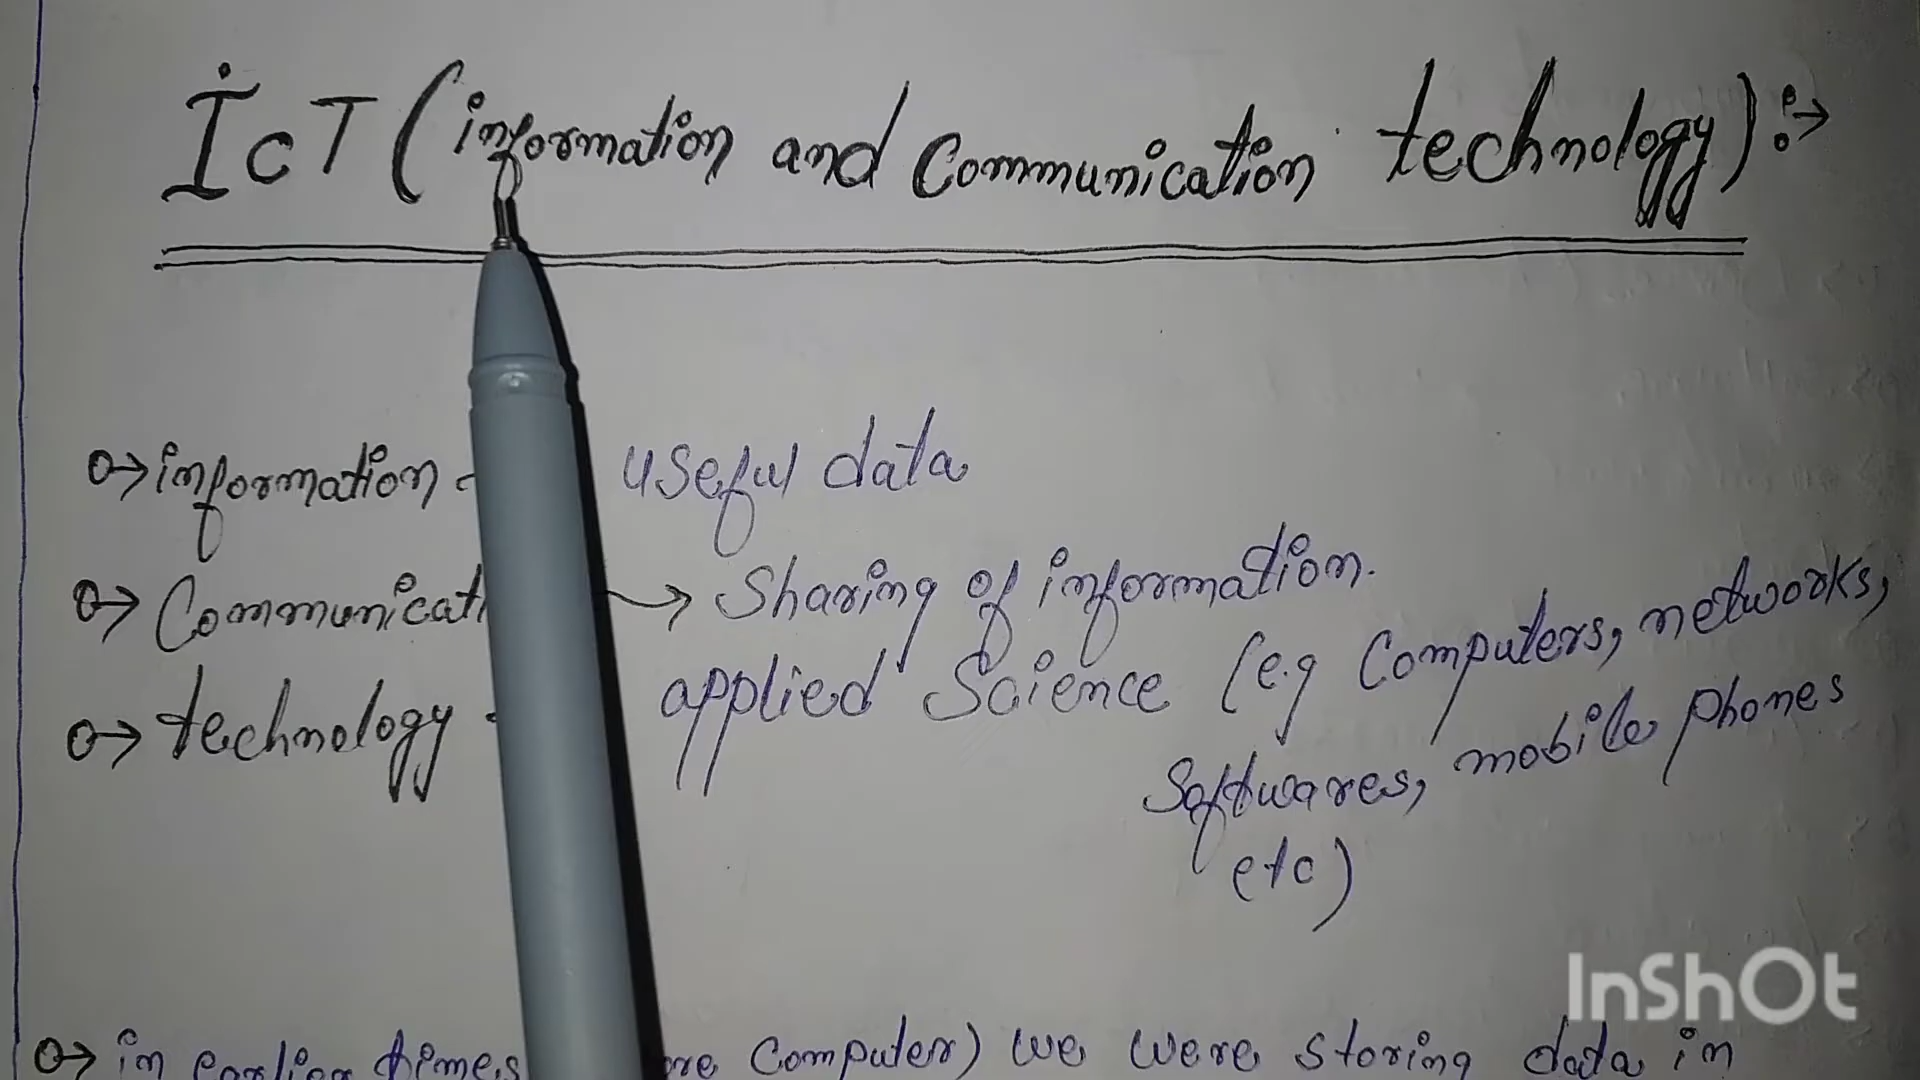 ICT (information and Communication technology) :→
→ information - useful data
→ Communicat → Sharing of information.
→ technology - applied Science (e.g Computers, networks,
Softwares, mobile phones
etc)
→ in earlier times Computer) we were storing data in
InShOt